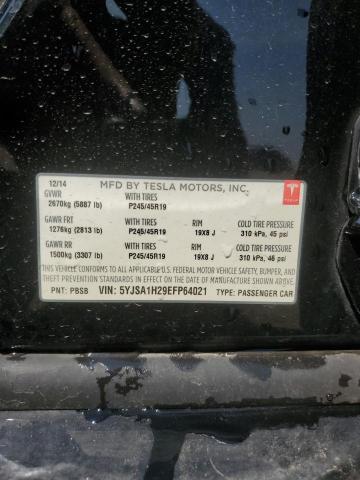 12/14 MFD BY TESLA MOTORS, INC.
GVWR WITH TIRES
2670kg (5887 lb) P245/45R19
TESLA
GAWR FRT WITH TIRES RIM COLD TIRE PRESSURE
1276kg (2813 lb) P245/45R19 19X8 J 310 kPa, 45 psi
GAWR RR WITH TIRES RIM COLD TIRE PRESSURE
1500kg (3307 lb) P245/45R19 19X8 J 310 kPa, 45 psi
THIS VEHICLE CONFORMS TO ALL APPLICABLE U.S. FEDERAL MOTOR VEHICLE SAFETY, BUMPER, AND
THEFT PREVENTION STANDARDS IN EFFECT ON THE DATE OF MANUFACTURE SHOWN ABOVE.
PNT: PBSB VIN: 5YJSA1H29EFP64021 TYPE: PASSENGER CAR